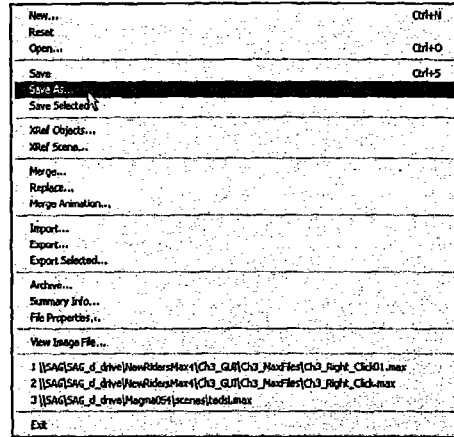 New... Ctrl+N
Reset
Open... Ctrl+O
Save Ctrl+S
Save As...
Save Selected
XRef Objects...
XRef Scene...
Merge...
Replace...
Merge Animation...
Import...
Export...
Export Selected...
Archive...
Summary Info...
File Properties...
View Image File...
1 \\SAG\SAG_d_drive\NewRidersMax4\Ch3_GUI\Ch3_MaxFiles\Ch3_Right_Click01.max
2 \\SAG\SAG_d_drive\NewRidersMax4\Ch3_GUI\Ch3_MaxFiles\Ch3_Right_Click.max
3 \\SAG\SAG_d_drive\Magna054\scenes\tedsl.max
Exit